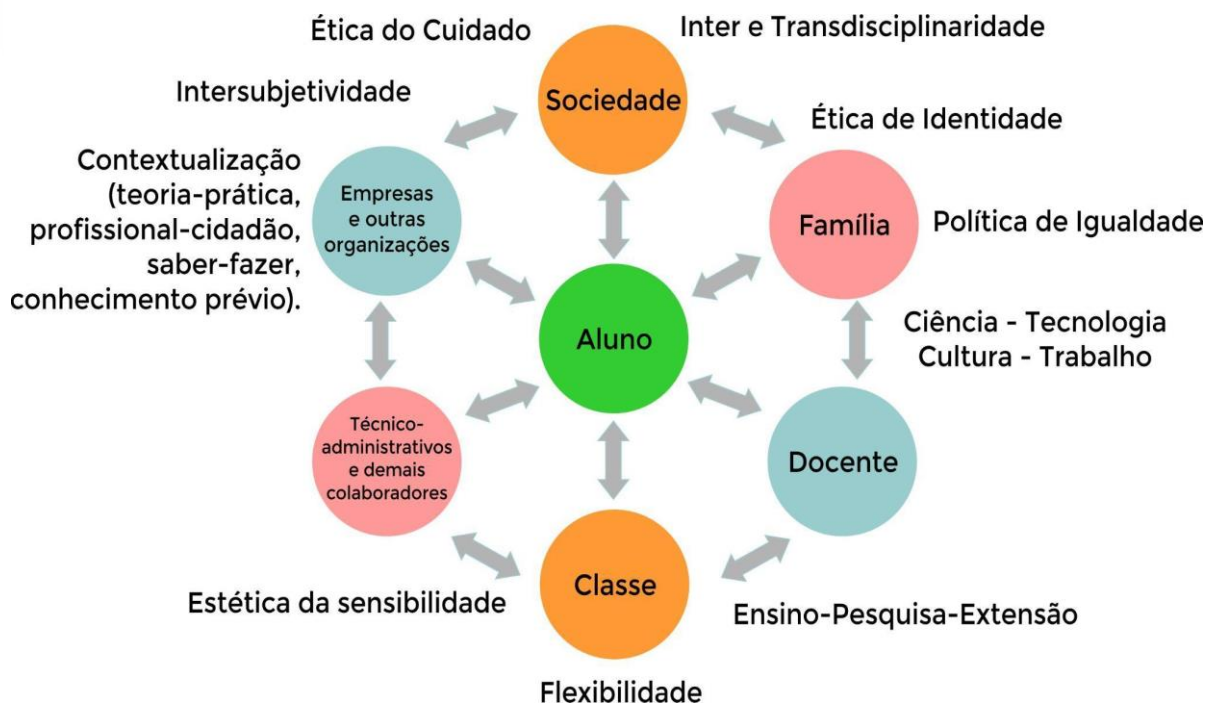 Ética do Cuidado
Inter e Transdisciplinaridade
Intersubjetividade
Sociedade
Ética de Identidade
Contextualização
(teoria-prática,
profissional-cidadão,
saber-fazer,
conhecimento prévio).
Empresas
e outras
organizações
Família
Política de Igualdade
Aluno
Ciência - Tecnologia
Cultura - Trabalho
Técnico-
administrativos
e demais
colaboradores
Docente
Classe
Estética da sensibilidade
Ensino-Pesquisa-Extensão
Flexibilidade